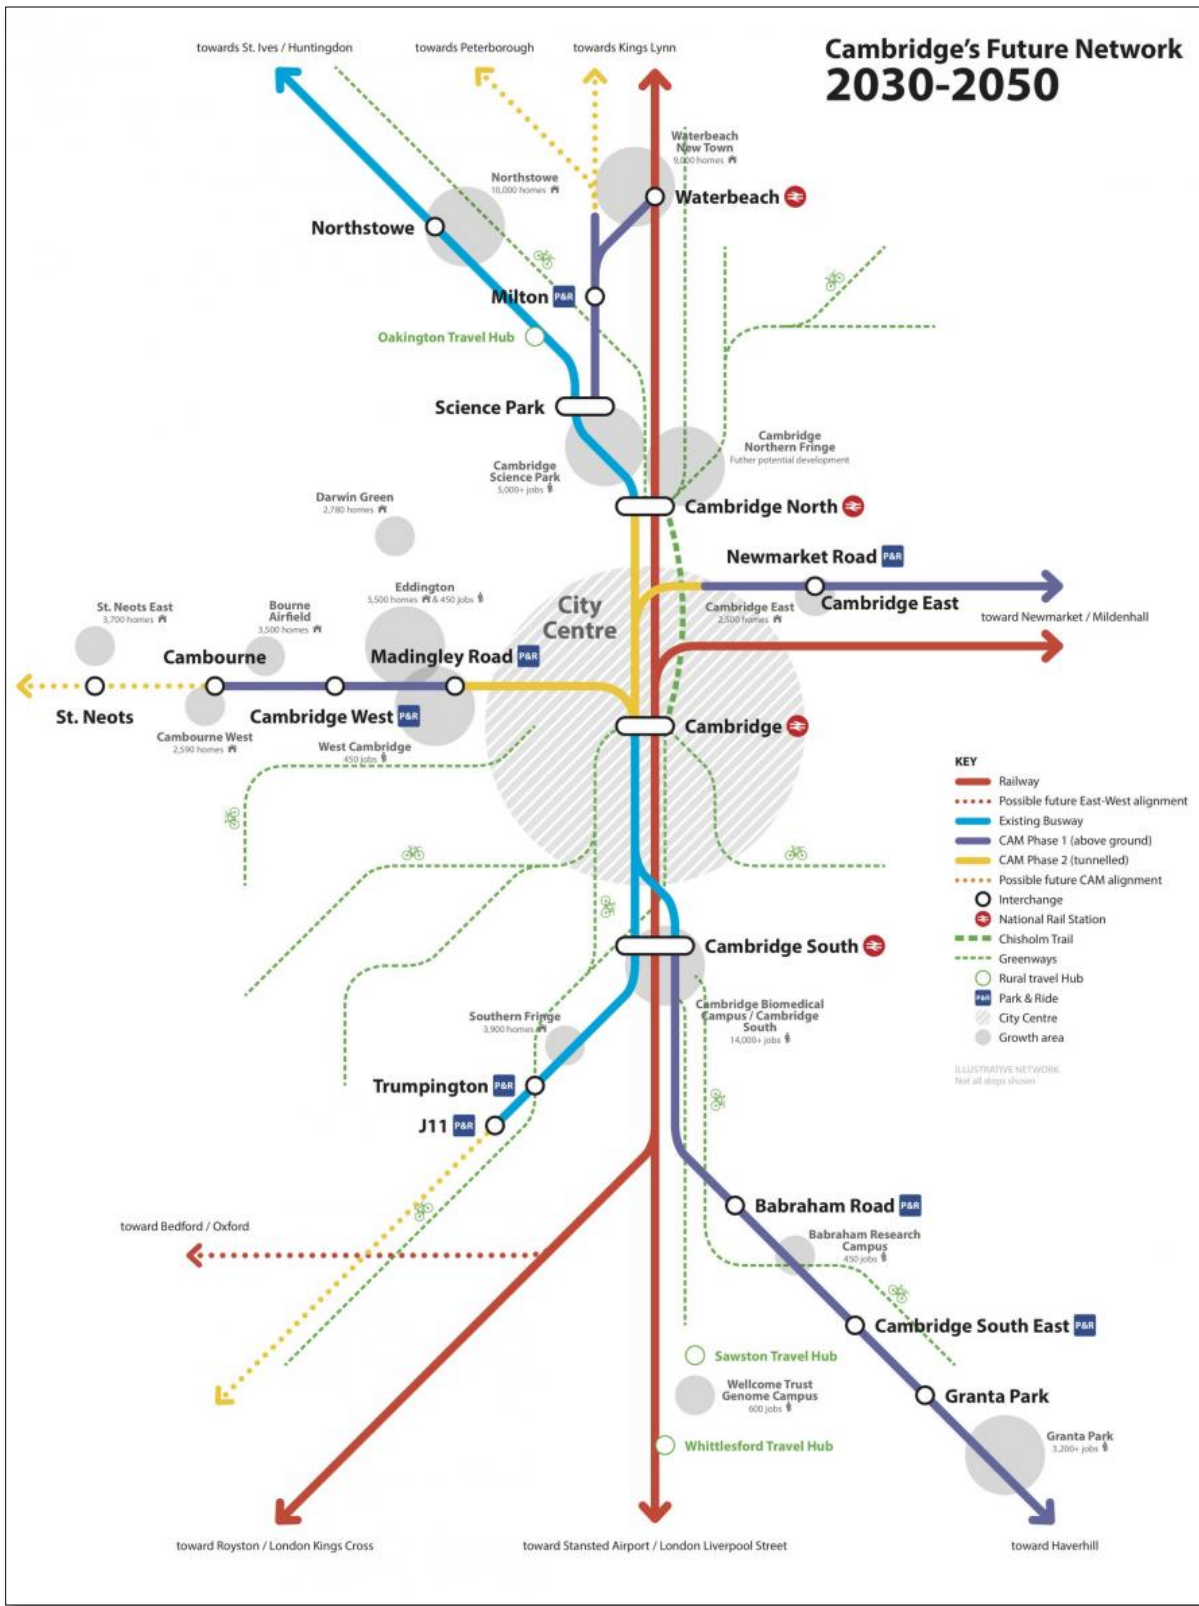 Cambridge's Future Network
2030-2050
towards St. Ives / Huntingdon
towards Peterborough
towards Kings Lynn
Waterbeach
New Town
9,000 homes
Northstowe
10,000 homes
Waterbeach
Northstowe
Milton P&R
Oakington Travel Hub
Science Park
Cambridge
Northern Fringe
Futher potential development
Cambridge
Science Park
5,000+ jobs
Darwin Green
2,780 homes
Cambridge North
Newmarket Road P&R
Eddington
3,500 homes & 450 jobs
City
Centre
Cambridge East
2,500 homes
Cambridge East
toward Newmarket / Mildenhall
St. Neots East
3,700 homes
Bourne
Airfield
3,500 homes
Cambourne
Madingley Road P&R
St. Neots
Cambridge West P&R
Cambridge
Cambourne West
2,590 homes
West Cambridge
450 jobs
KEY
Railway
Possible future East-West alignment
Existing Busway
CAM Phase 1 (above ground)
CAM Phase 2 (tunnelled)
Possible future CAM alignment
Interchange
National Rail Station
Chisholm Trail
Greenways
Rural travel Hub
P&R Park & Ride
City Centre
Growth area
ILLUSTRATIVE NETWORK
Not all stops shown
Cambridge South
Cambridge Biomedical
Campus / Cambridge
South
14,000+ jobs
Southern Fringe
3,900 homes
Trumpington P&R
J11 P&R
Babraham Road P&R
toward Bedford / Oxford
Babraham Research
Campus
450 jobs
Cambridge South East P&R
Sawston Travel Hub
Wellcome Trust
Genome Campus
600 jobs
Granta Park
Whittlesford Travel Hub
Granta Park
3,200+ jobs
toward Royston / London Kings Cross
toward Stansted Airport / London Liverpool Street
toward Haverhill